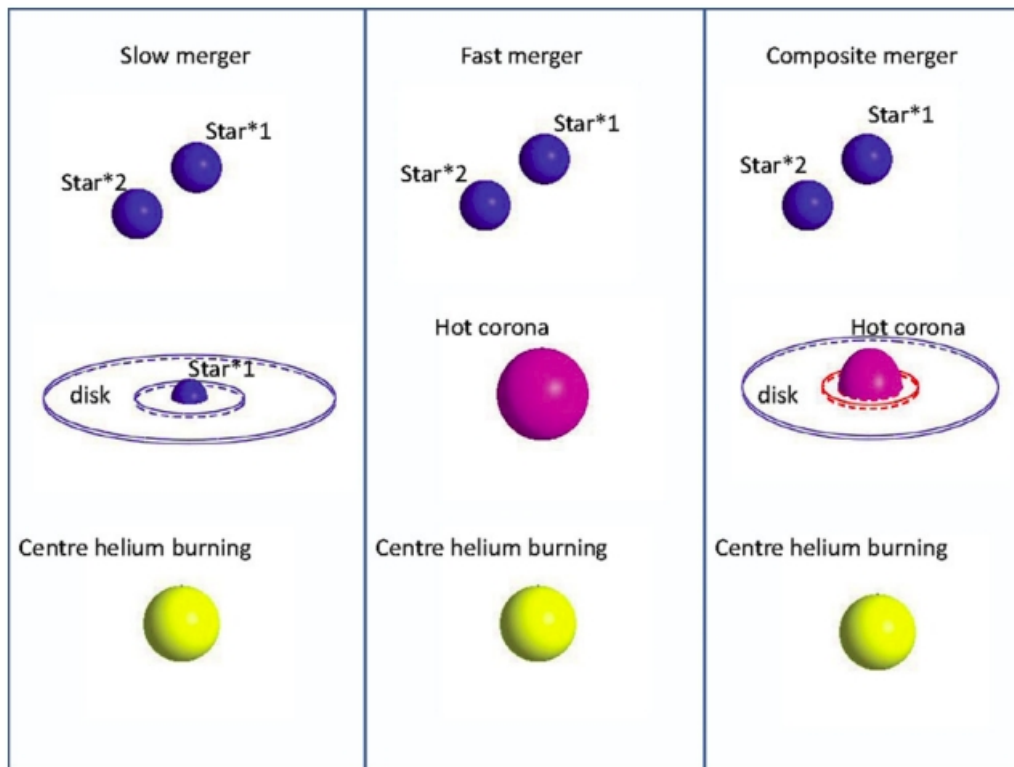 Slow merger
Star*1
Star*2
Star*1
disk
Centre helium burning
Fast merger
Star*1
Star*2
Hot corona
Centre helium burning
Composite merger
Star*1
Star*2
Hot corona
disk
Centre helium burning